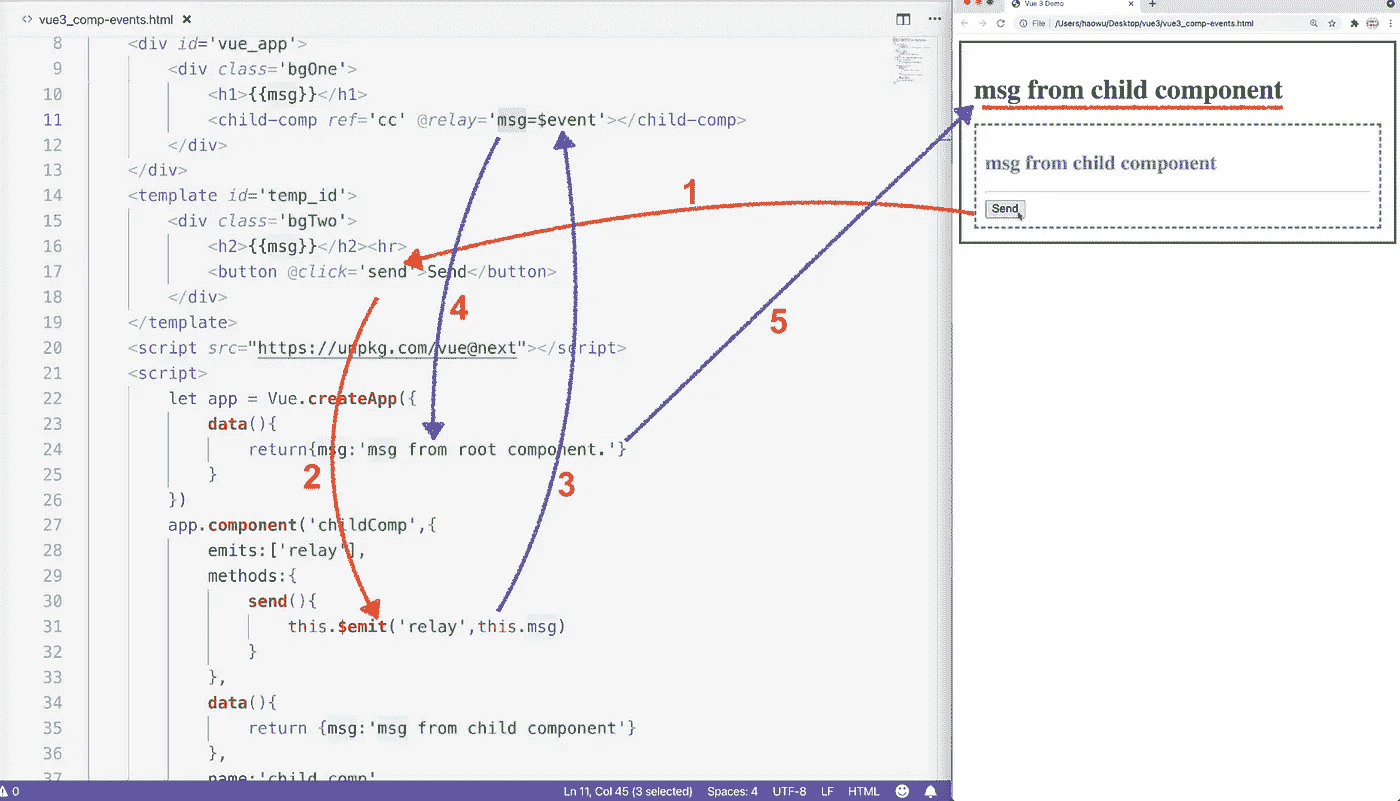 vue3_comp-events.html
8 <div id='vue_app'>
9 <div class='bgOne'>
10 <h1>{{msg}}</h1>
11 <child-comp ref='cc' @relay='msg=$event'></child-comp>
12 </div>
13 </div>
14 <template id='temp_id'>
15 <div class='bgTwo'>
16 <h2>{{msg}}</h2><hr>
17 <button @click='send'>Send</button>
18 </div>
19 </template>
20 <script src="https://unpkg.com/vue@next"></script>
21 <script>
22 let app = Vue.createApp({
23 data(){
24 return{msg:'msg from root component.'}
25 }
26 })
27 app.component('childComp',{
28 emits:['relay'],
29 methods:{
30 send(){
31 this.$emit('relay',this.msg)
32 }
33 },
34 data(){
35 return {msg:'msg from child component'}
36 },
37 name:'child comp'
1
2
3
4
5
0
Ln 11, Col 45 (3 selected)
Spaces: 4
UTF-8
LF
HTML
Vue 3 Demo
File
/Users/haowu/Desktop/vue3/vue3_comp-events.html
msg from child component
msg from child component
Send